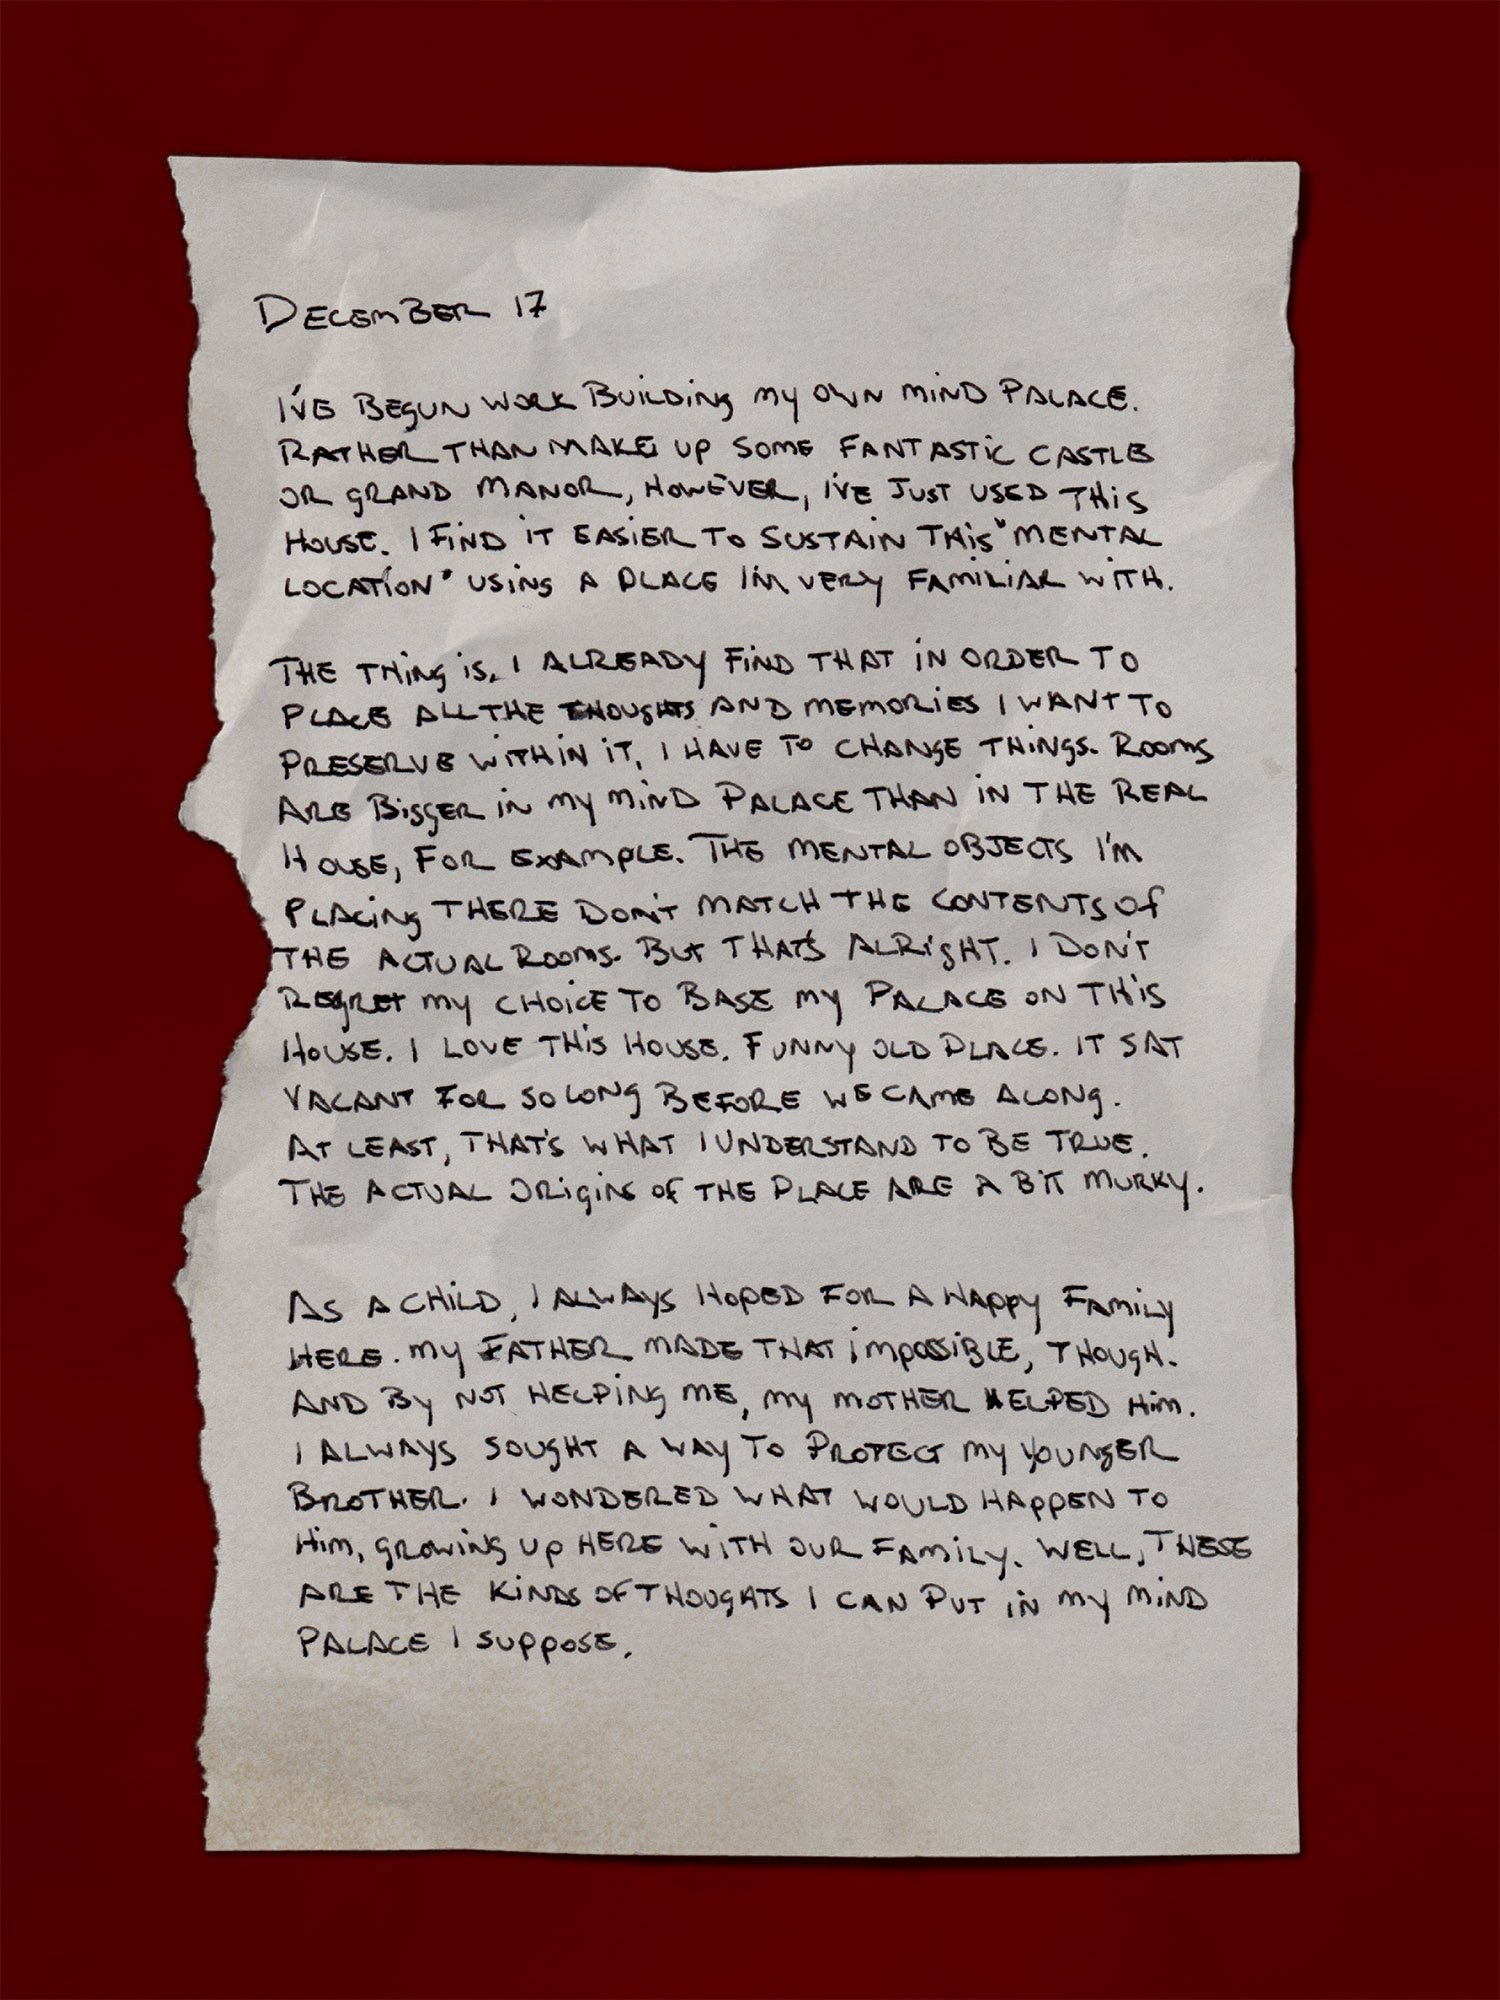 DECEMBER 17
I'VE BEGUN WORK BUILDING MY OWN MIND PALACE.
RATHER THAN MAKE UP SOME FANTASTIC CASTLE
OR GRAND MANOR, HOWEVER, I'VE JUST USED THIS
HOUSE. I FIND IT EASIER TO SUSTAIN THIS "MENTAL
LOCATION" USING A PLACE I'M VERY FAMILIAR WITH.
THE THING IS, I ALREADY FIND THAT IN ORDER TO
PLACE ALL THE THOUGHTS AND MEMORIES I WANT TO
PRESERVE WITHIN IT, I HAVE TO CHANGE THINGS. ROOMS
ARE BIGGER IN MY MIND PALACE THAN IN THE REAL
HOUSE, FOR EXAMPLE. THE MENTAL OBJECTS I'M
PLACING THERE DON'T MATCH THE CONTENTS OF
THE ACTUAL ROOMS. BUT THAT'S ALRIGHT. I DON'T
REGRET MY CHOICE TO BASE MY PALACE ON THIS
HOUSE. I LOVE THIS HOUSE. FUNNY OLD PLACE. IT SAT
VACANT FOR SO LONG BEFORE WE CAME ALONG.
AT LEAST, THAT'S WHAT I UNDERSTAND TO BE TRUE.
THE ACTUAL ORIGINS OF THE PLACE ARE A BIT MURKY.
AS A CHILD, I ALWAYS HOPED FOR A HAPPY FAMILY
HERE. MY FATHER MADE THAT IMPOSSIBLE, THOUGH.
AND BY NOT HELPING ME, MY MOTHER HELPED HIM.
I ALWAYS SOUGHT A WAY TO PROTECT MY YOUNGER
BROTHER. I WONDERED WHAT WOULD HAPPEN TO
HIM, GROWING UP HERE WITH OUR FAMILY. WELL, THESE
ARE THE KINDS OF THOUGHTS I CAN PUT IN MY MIND
PALACE I SUPPOSE.